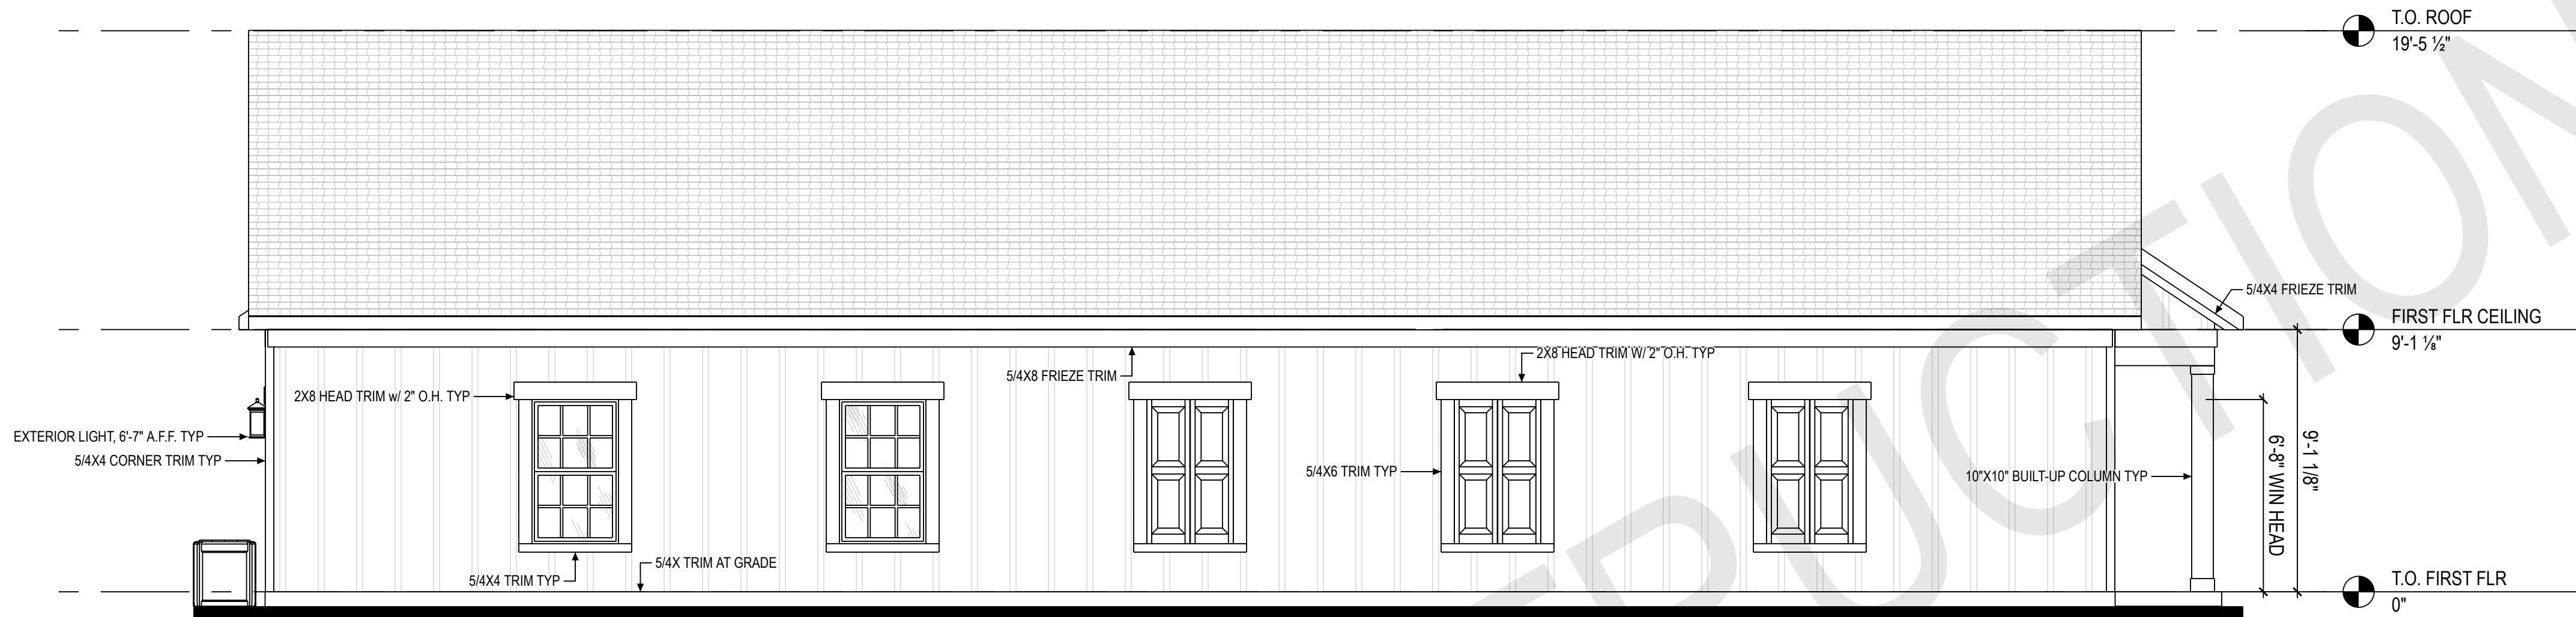 T.O. ROOF
19'-5 ½"
5/4X4 FRIEZE TRIM
FIRST FLR CEILING
9'-1 ⅛"
2X8 HEAD TRIM W/ 2" O.H. TYP
5/4X8 FRIEZE TRIM
2X8 HEAD TRIM w/ 2" O.H. TYP
EXTERIOR LIGHT, 6'-7" A.F.F. TYP
5/4X4 CORNER TRIM TYP
5/4X6 TRIM TYP
10"X10" BUILT-UP COLUMN TYP
6'-8" WIN HEAD
9'-1 1/8"
5/4X TRIM AT GRADE
5/4X4 TRIM TYP
T.O. FIRST FLR
0"
TRUCTION